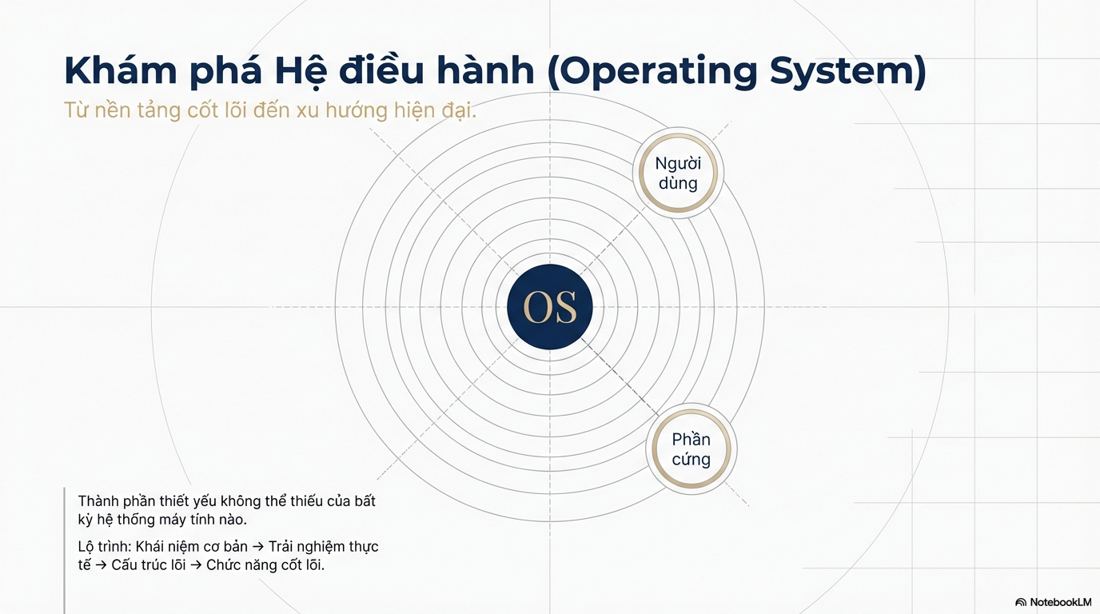 Khám phá Hệ điều hành (Operating System)
Từ nền tảng cốt lõi đến xu hướng hiện đại.
Người
dùng
OS
Phần
cứng
Thành phần thiết yếu không thể thiếu của bất
kỳ hệ thống máy tính nào.
Lộ trình: Khái niệm cơ bản → Trải nghiệm thực
tế → Cấu trúc lõi → Chức năng cốt lõi.
NotebookLM